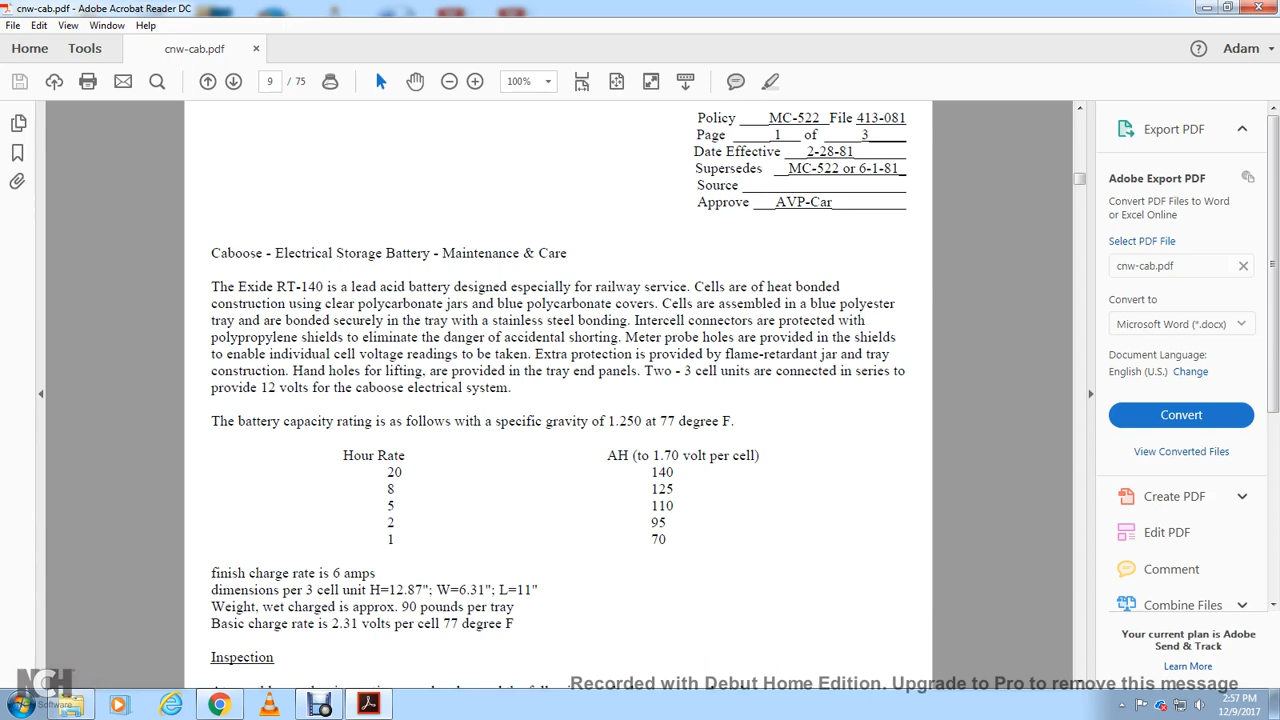 cnw-cab.pdf - Adobe Acrobat Reader DC
File Edit View Window Help
Home Tools cnw-cab.pdf × Adam
9 / 75 100%
Policy ____MC-522__File 413-081
Page _____1___ of _____3____
Date Effective ___2-28-81_______
Supersedes __MC-522 or 6-1-81_
Source ______________________
Approve ___AVP-Car__________
Caboose - Electrical Storage Battery - Maintenance & Care
The Exide RT-140 is a lead acid battery designed especially for railway service. Cells are of heat bonded
construction using clear polycarbonate jars and blue polycarbonate covers. Cells are assembled in a blue polyester
tray and are bonded securely in the tray with a stainless steel bonding. Intercell connectors are protected with
polypropylene shields to eliminate the danger of accidental shorting. Meter probe holes are provided in the shields
to enable individual cell voltage readings to be taken. Extra protection is provided by flame-retardant jar and tray
construction. Hand holes for lifting, are provided in the tray end panels. Two - 3 cell units are connected in series to
provide 12 volts for the caboose electrical system.
The battery capacity rating is as follows with a specific gravity of 1.250 at 77 degree F.
Hour Rate AH (to 1.70 volt per cell)
20 140
8 125
5 110
2 95
1 70
finish charge rate is 6 amps
dimensions per 3 cell unit H=12.87"; W=6.31"; L=11"
Weight, wet charged is approx. 90 pounds per tray
Basic charge rate is 2.31 volts per cell 77 degree F
Inspection
Export PDF
Adobe Export PDF
Convert PDF Files to Word
or Excel Online
Select PDF File
cnw-cab.pdf
Convert to
Microsoft Word (*.docx)
Document Language:
English (U.S.) Change
Convert
View Converted Files
Create PDF
Edit PDF
Comment
Combine Files
Your current plan is Adobe
Send & Track
Learn More
NCH
Software
Recorded with Debut Home Edition. Upgrade to Pro to remove this message
2:57 PM
12/9/2017